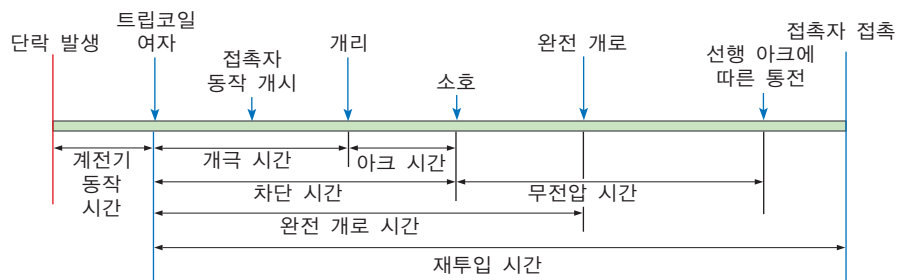 단락 발생
트립코일
여자
접촉자
동작 개시
개리
소호
완전 개로
선행 아크에
따른 통전
접촉자 접촉
계전기
동작
시간
개극 시간
아크 시간
차단 시간
무전압 시간
완전 개로 시간
재투입 시간